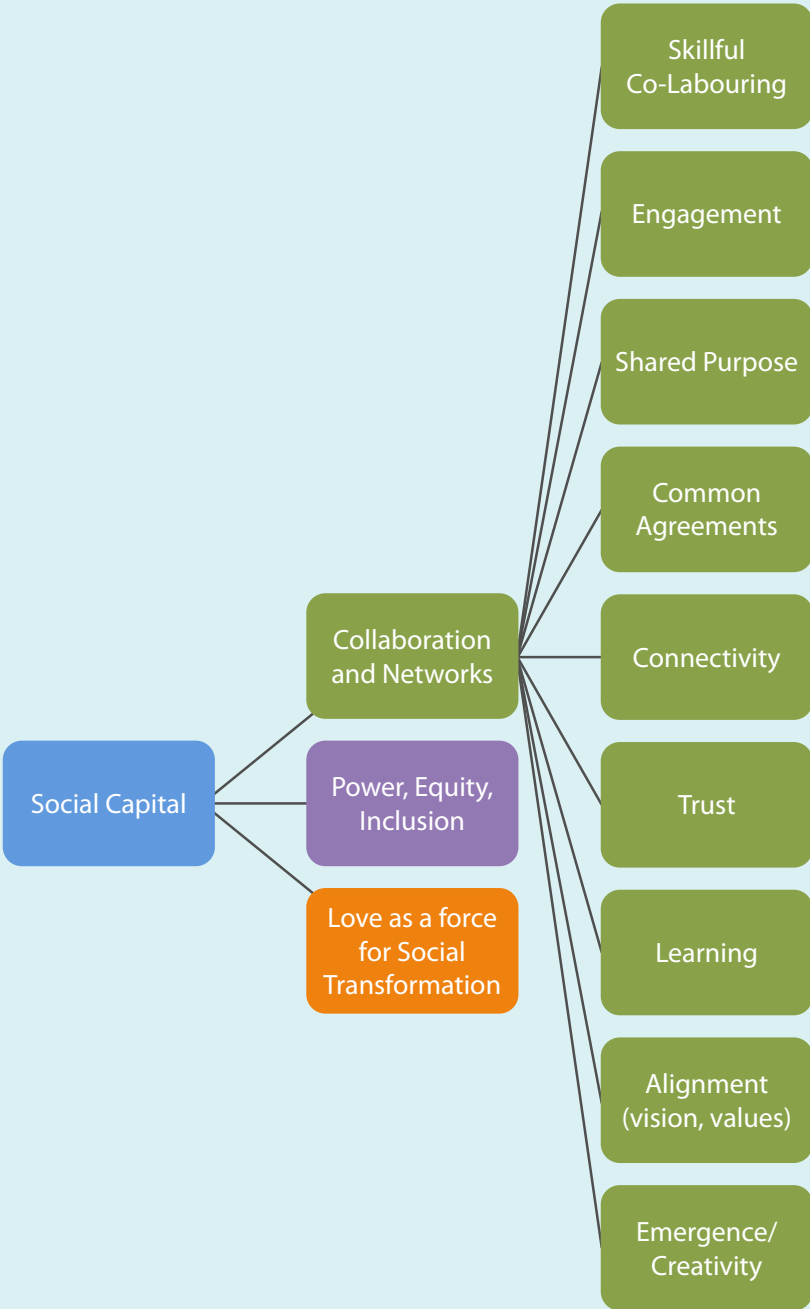 Social Capital
Collaboration
and Networks
Power, Equity,
Inclusion
Love as a force
for Social
Transformation
Skillful
Co-Labouring
Engagement
Shared Purpose
Common
Agreements
Connectivity
Trust
Learning
Alignment
(vision, values)
Emergence/
Creativity